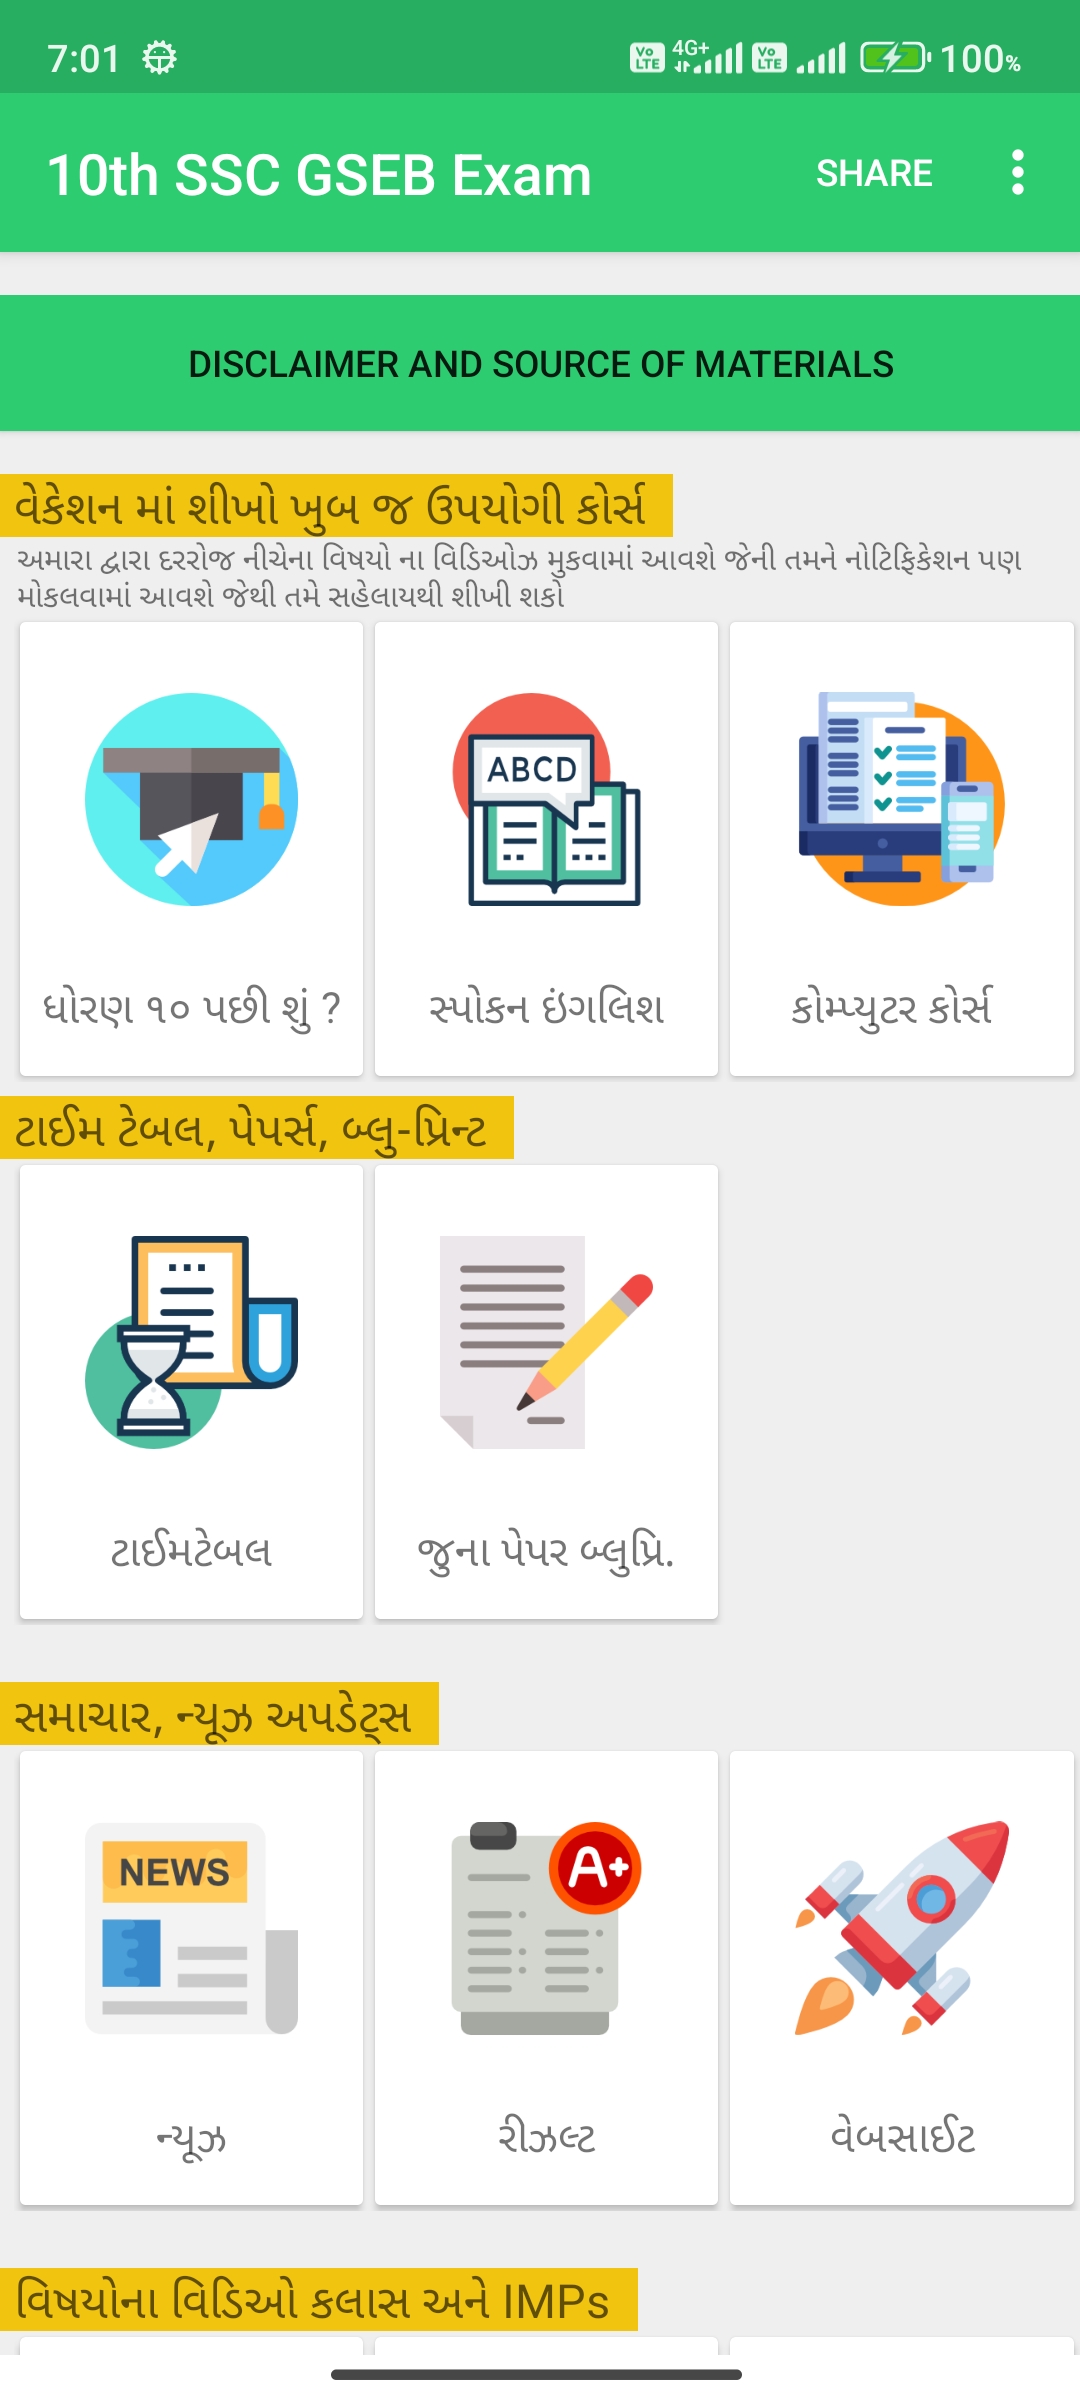 7:01 Vo LTE 4G+ Vo LTE 100%
10th SSC GSEB Exam SHARE
DISCLAIMER AND SOURCE OF MATERIALS
વેકેશન માં શીખો ખુબ જ ઉપયોગી કોર્સ
અમારા દ્વારા દરરોજ નીચેના વિષયો ના વિડિઓઝ મુકવામાં આવશે જેની તમને નોટિફિકેશન પણ
મોકલવામાં આવશે જેથી તમે સહેલાયથી શીખી શકો
ABCD
ધોરણ ૧૦ પછી શું ? સ્પોકન ઇંગલિશ કોમ્પ્યુટર કોર્સ
ટાઈમ ટેબલ, પેપર્સ, બ્લુ-પ્રિન્ટ
ટાઈમટેબલ જુના પેપર બ્લુપ્રિ.
સમાચાર, ન્યૂઝ અપડેટ્સ
NEWS A+
ન્યૂઝ રીઝલ્ટ વેબસાઈટ
વિષયોના વિડિઓ કલાસ અને IMPs